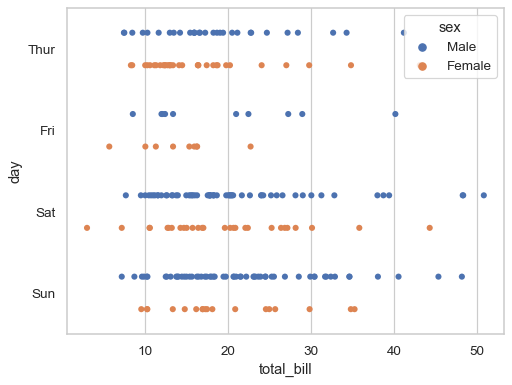 sex
Male
Female
Thur
Fri
Sat
Sun
day
10 20 30 40 50
total_bill